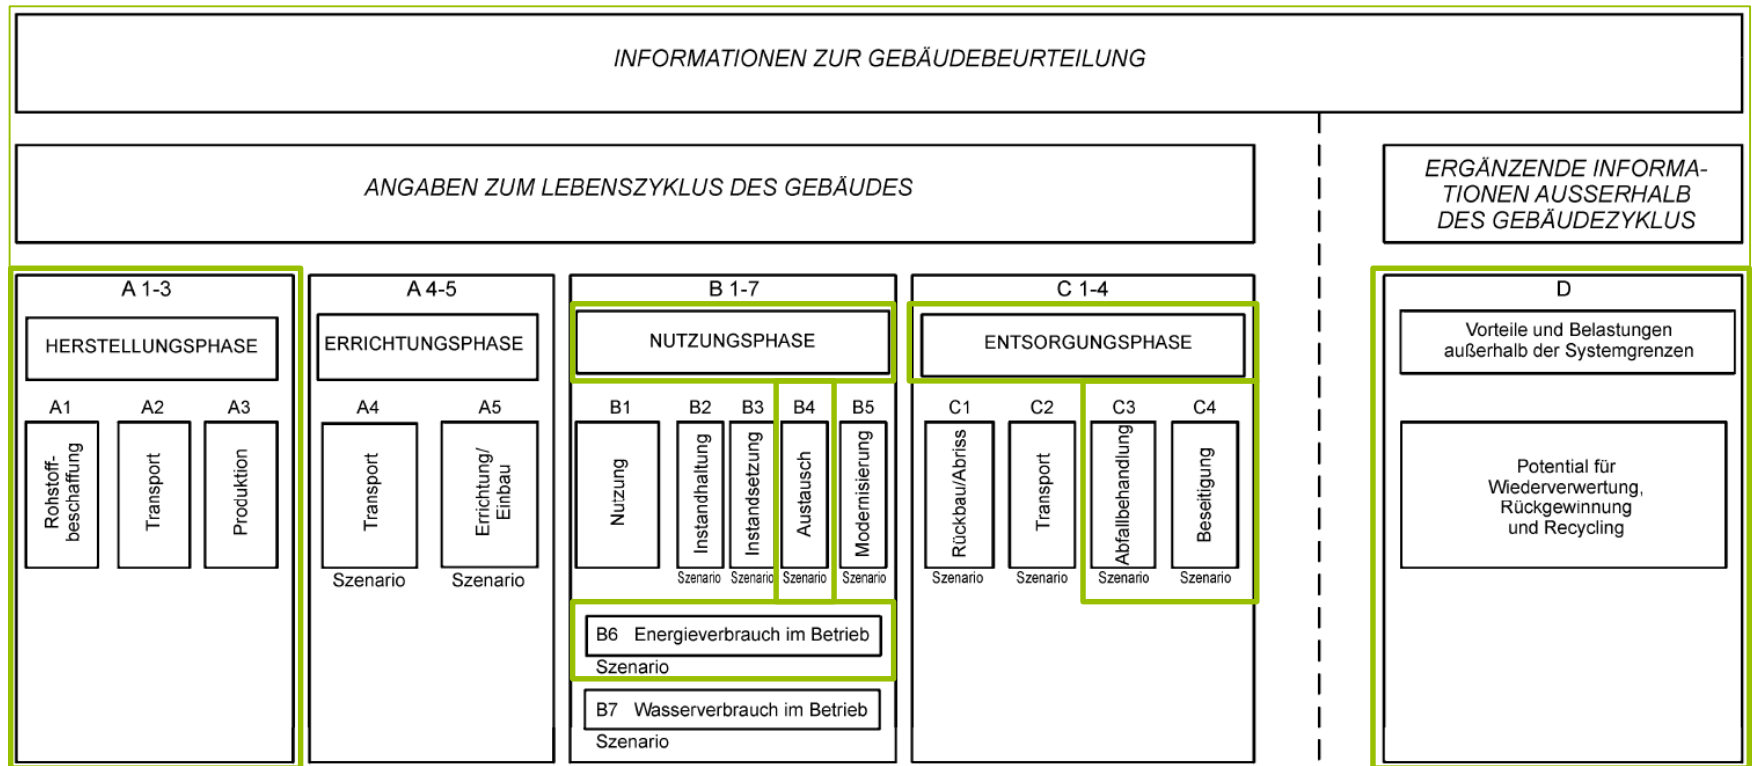 INFORMATIONEN ZUR GEBÄUDEBEURTEILUNG
ANGABEN ZUM LEBENSZYKLUS DES GEBÄUDES
ERGÄNZENDE INFORMA-
TIONEN AUSSERHALB
DES GEBÄUDEZYKLUS
A 1-3
HERSTELLUNGSPHASE
A1
A2
A3
Rohstoff-
beschaffung
Transport
Produktion
A 4-5
ERRICHTUNGSPHASE
A4
A5
Transport
Errichtung/
Einbau
Szenario
Szenario
B 1-7
NUTZUNGSPHASE
B1
B2
B3
B4
B5
Nutzung
Instandhaltung
Instandsetzung
Austausch
Modernisierung
Szenario
Szenario
Szenario
Szenario
B6 Energieverbrauch im Betrieb
Szenario
B7 Wasserverbrauch im Betrieb
Szenario
C 1-4
ENTSORGUNGSPHASE
C1
C2
C3
C4
Rückbau/Abriss
Transport
Abfallbehandlung
Beseitigung
Szenario
Szenario
Szenario
Szenario
D
Vorteile und Belastungen
außerhalb der Systemgrenzen
Potential für
Wiederverwertung,
Rückgewinnung
und Recycling